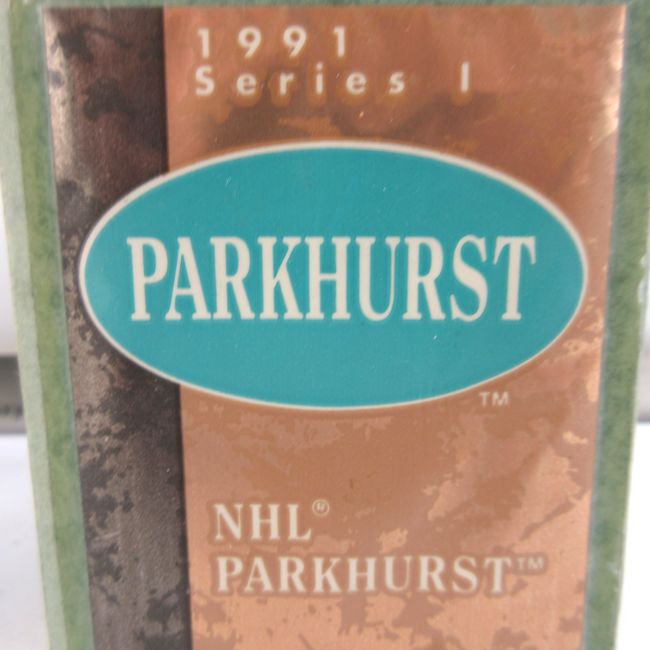 1991
Series I
PARKHURST
TM
NHL®
PARKHURST™